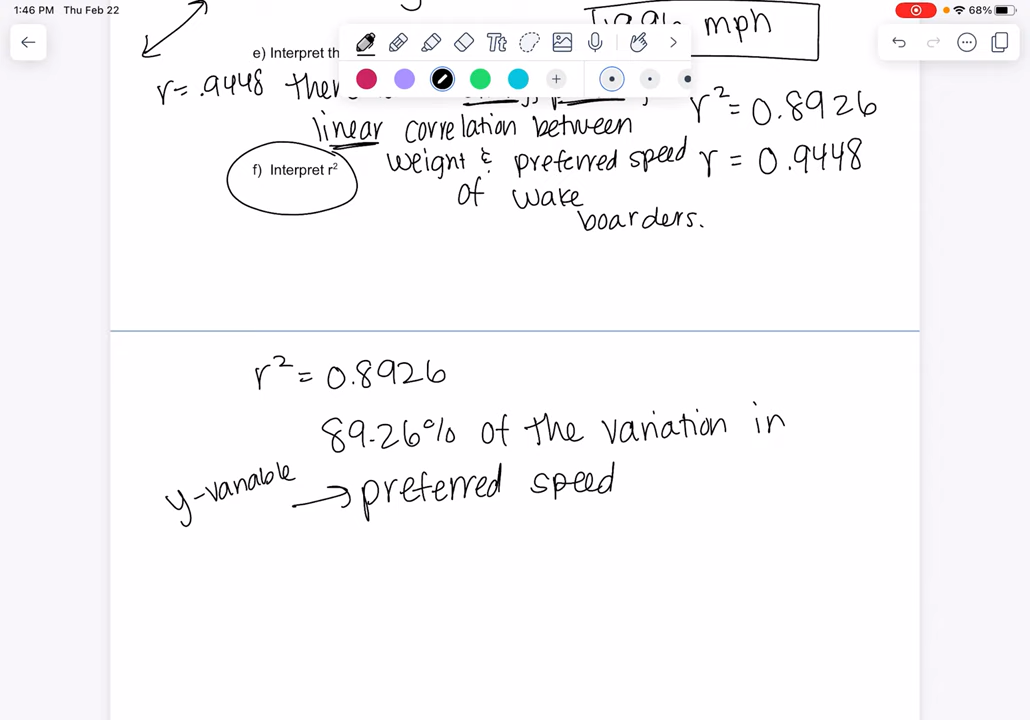 1:46 PM Thu Feb 22
68%
mph
Tt
e) Interpret th
r= .9448 ther
linear correlation between
weight & preferred speed
of wake
boarders.
r²= 0.8926
r = 0.9448
f) Interpret r²
r²= 0.8926
89.26% of the variation in
y-variable → preferred speed